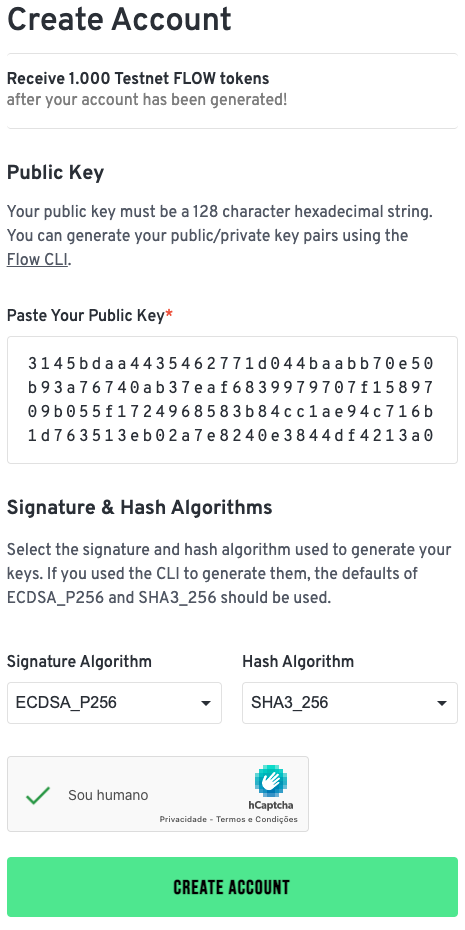 Create Account
Receive 1.000 Testnet FLOW tokens
after your account has been generated!
Public Key
Your public key must be a 128 character hexadecimal string.
You can generate your public/private key pairs using the
Flow CLI.
Paste Your Public Key*
3145bdaa4435462771d044baabb70e50
b93a76740ab37eaf6839979707f15897
09b055f1724968583b84cc1ae94c716b
1d763513eb02a7e8240e3844df4213a0
Signature & Hash Algorithms
Select the signature and hash algorithm used to generate your
keys. If you used the CLI to generate them, the defaults of
ECDSA_P256 and SHA3_256 should be used.
Signature Algorithm
Hash Algorithm
ECDSA_P256
SHA3_256
Sou humano
hCaptcha
Privacidade - Termos e Condições
CREATE ACCOUNT